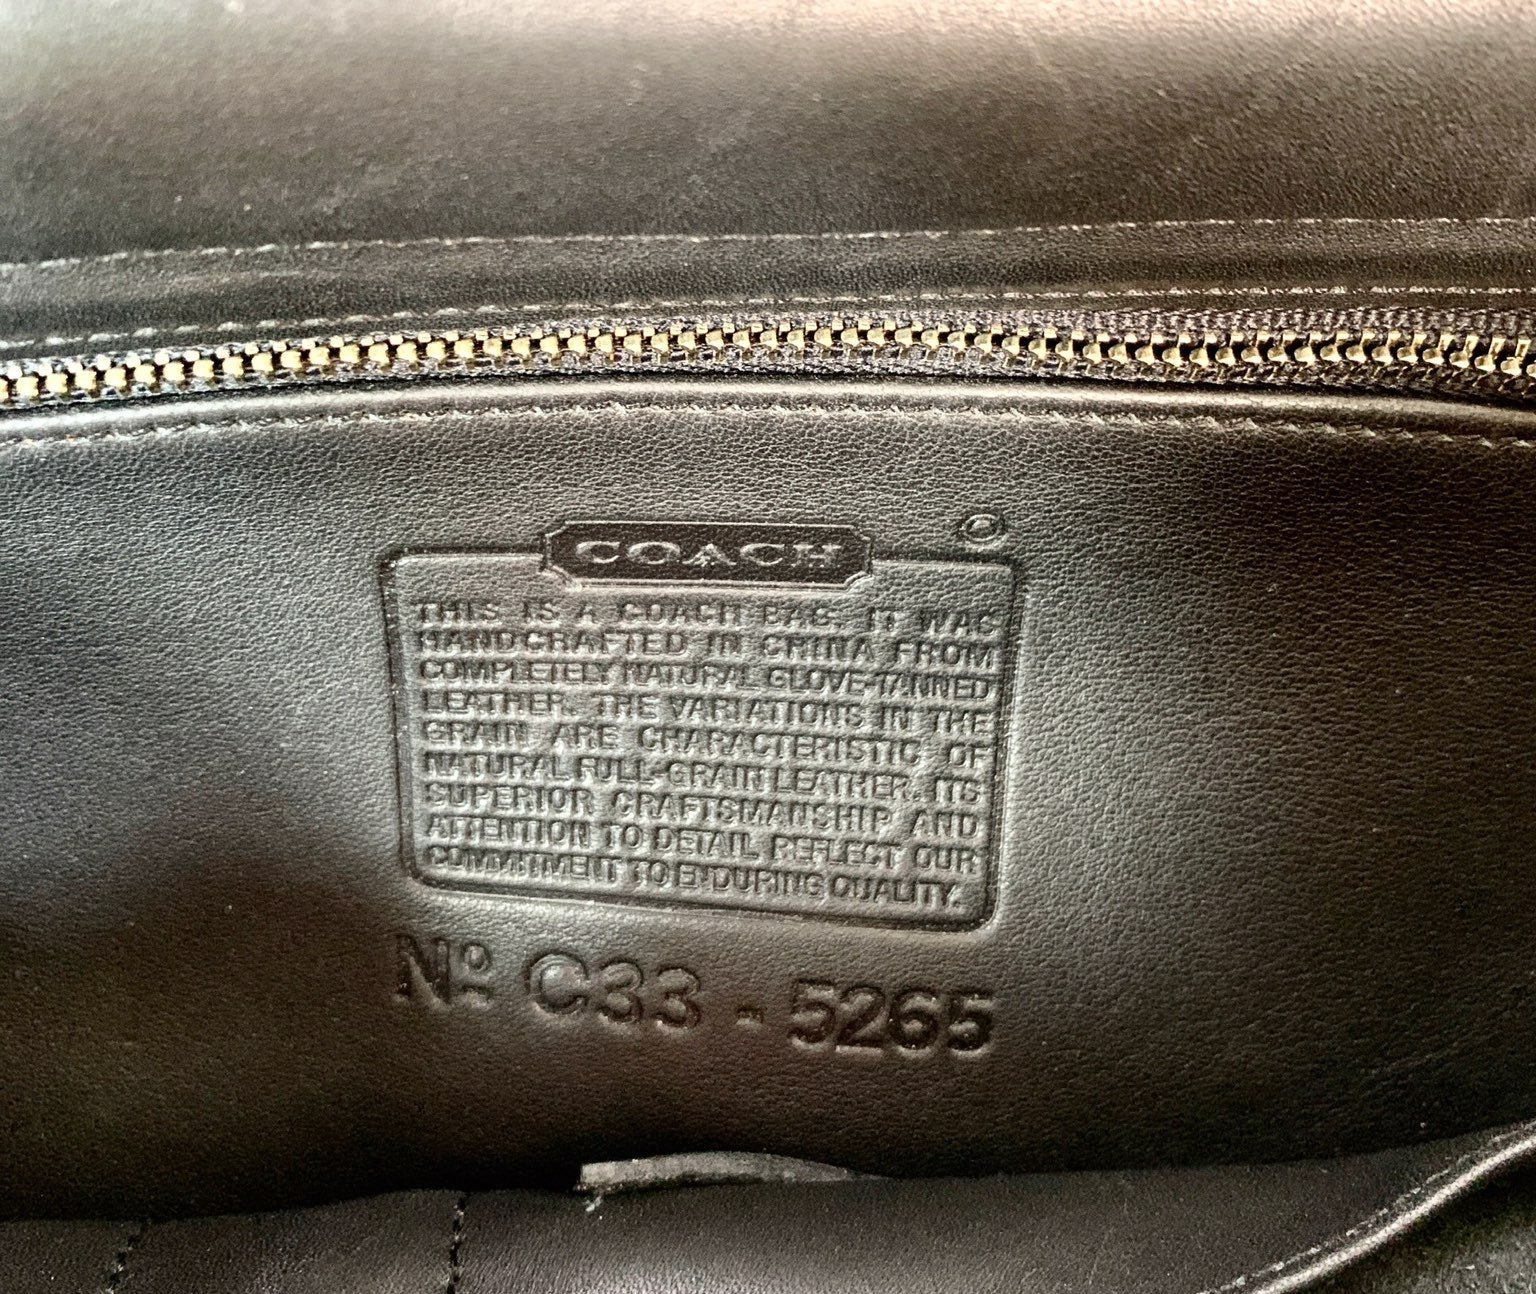 COACH
THIS IS A COACH BAG. IT WAS
HANDCRAFTED IN CHINA FROM
COMPLETELY NATURAL GLOVE-TANNED
LEATHER. THE VARIATIONS IN THE
GRAIN ARE CHARACTERISTIC OF
NATURAL FULL-GRAIN LEATHER. ITS
SUPERIOR CRAFTSMANSHIP AND
ATTENTION TO DETAIL REFLECT OUR
COMMITMENT TO ENDURING QUALITY.
Nº C33 - 5265